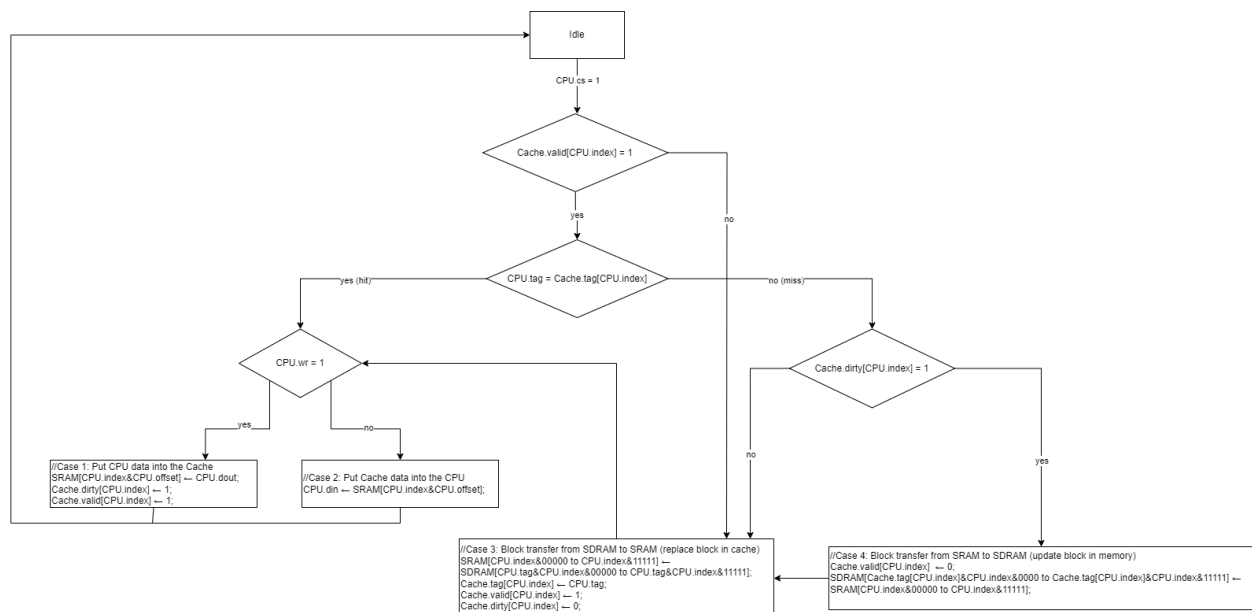 Idle
CPU.cs = 1
Cache.valid[CPU.index] = 1
yes
no
CPU.tag = Cache.tag[CPU.index]
yes (hit)
no (miss)
CPU.wr = 1
Cache.dirty[CPU.index] = 1
yes
no
no
yes
//Case 1: Put CPU data into the Cache
SRAM[CPU.index&CPU.offset] ← CPU.dout;
Cache.dirty[CPU.index] ← 1;
Cache.valid[CPU.index] ← 1;
//Case 2: Put Cache data into the CPU
CPU.din ← SRAM[CPU.index&CPU.offset];
//Case 3: Block transfer from SDRAM to SRAM (replace block in cache)
SRAM[CPU.index&00000 to CPU.index&11111] ←
SDRAM[CPU.tag&CPU.index&00000 to CPU.tag&CPU.index&11111];
Cache.tag[CPU.index] ← CPU.tag;
Cache.valid[CPU.index] ← 1;
Cache.dirty[CPU.index] ← 0;
//Case 4: Block transfer from SRAM to SDRAM (update block in memory)
Cache.valid[CPU.index] ← 0;
SDRAM[Cache.tag[CPU.index]&CPU.index&0000 to Cache.tag[CPU.index]&CPU.index&11111] ←
SRAM[CPU.index&00000 to CPU.index&11111];